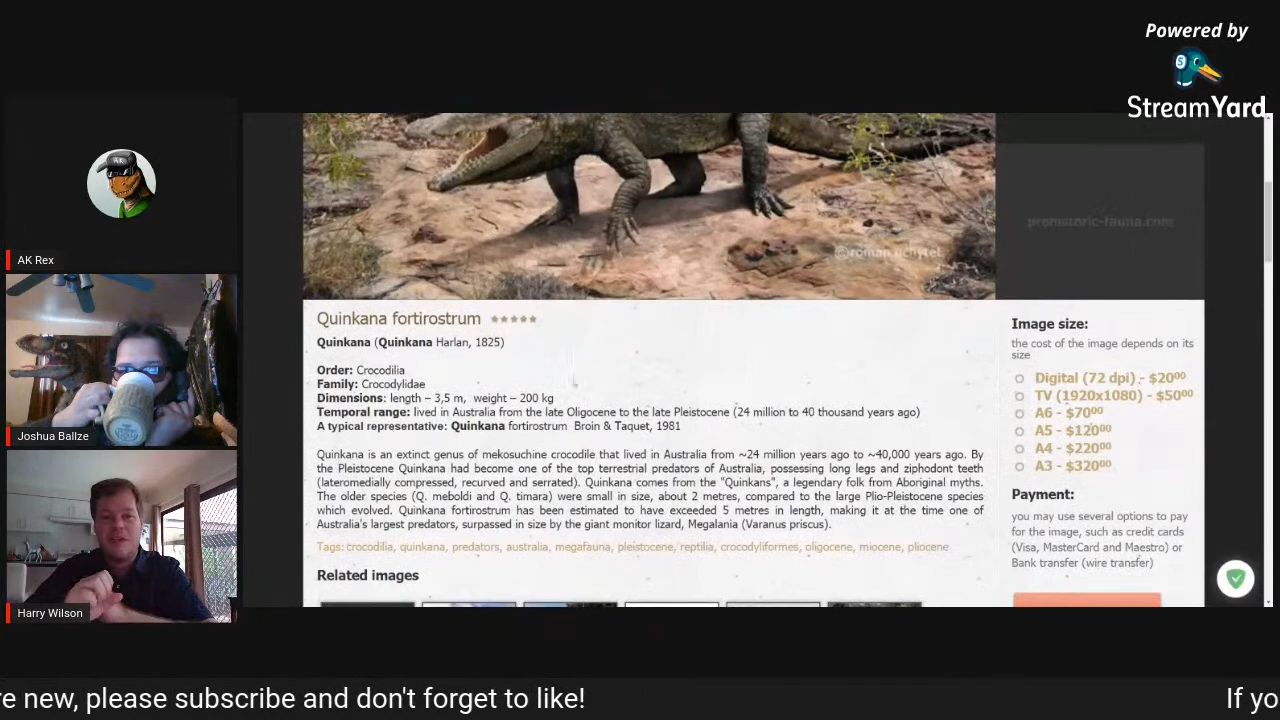 Powered by
StreamYard
AK
AK Rex
Joshua Ballze
Harry Wilson
prehistoric-fauna.com
©roman uchytel
Quinkana fortirostrum
Quinkana (Quinkana Harlan, 1825)
Order: Crocodilia
Family: Crocodylidae
Dimensions: length – 3,5 m, weight – 200 kg
Temporal range: lived in Australia from the late Oligocene to the late Pleistocene (24 million to 40 thousand years ago)
A typical representative: Quinkana fortirostrum Broin & Taquet, 1981
Quinkana is an extinct genus of mekosuchine crocodile that lived in Australia from ~24 million years ago to ~40,000 years ago. By
the Pleistocene Quinkana had become one of the top terrestrial predators of Australia, possessing long legs and ziphodont teeth
(lateromedially compressed, recurved and serrated). Quinkana comes from the "Quinkans", a legendary folk from Aboriginal myths.
The older species (Q. meboldi and Q. timara) were small in size, about 2 metres, compared to the large Plio-Pleistocene species
which evolved. Quinkana fortirostrum has been estimated to have exceeded 5 metres in length, making it at the time one of
Australia's largest predators, surpassed in size by the giant monitor lizard, Megalania (Varanus priscus).
Tags: crocodilia, quinkana, predators, australia, megafauna, pleistocene, reptilia, crocodyliformes, oligocene, miocene, pliocene
Related images
Image size:
the cost of the image depends on its
size
Digital (72 dpi) - $20⁰⁰
TV (1920x1080) - $50⁰⁰
A6 - $70⁰⁰
A5 - $120⁰⁰
A4 - $220⁰⁰
A3 - $320⁰⁰
Payment:
you may use several options to pay
for the image, such as credit cards
(Visa, MasterCard and Maestro) or
Bank transfer (wire transfer)
re new, please subscribe and don't forget to like!
If yo